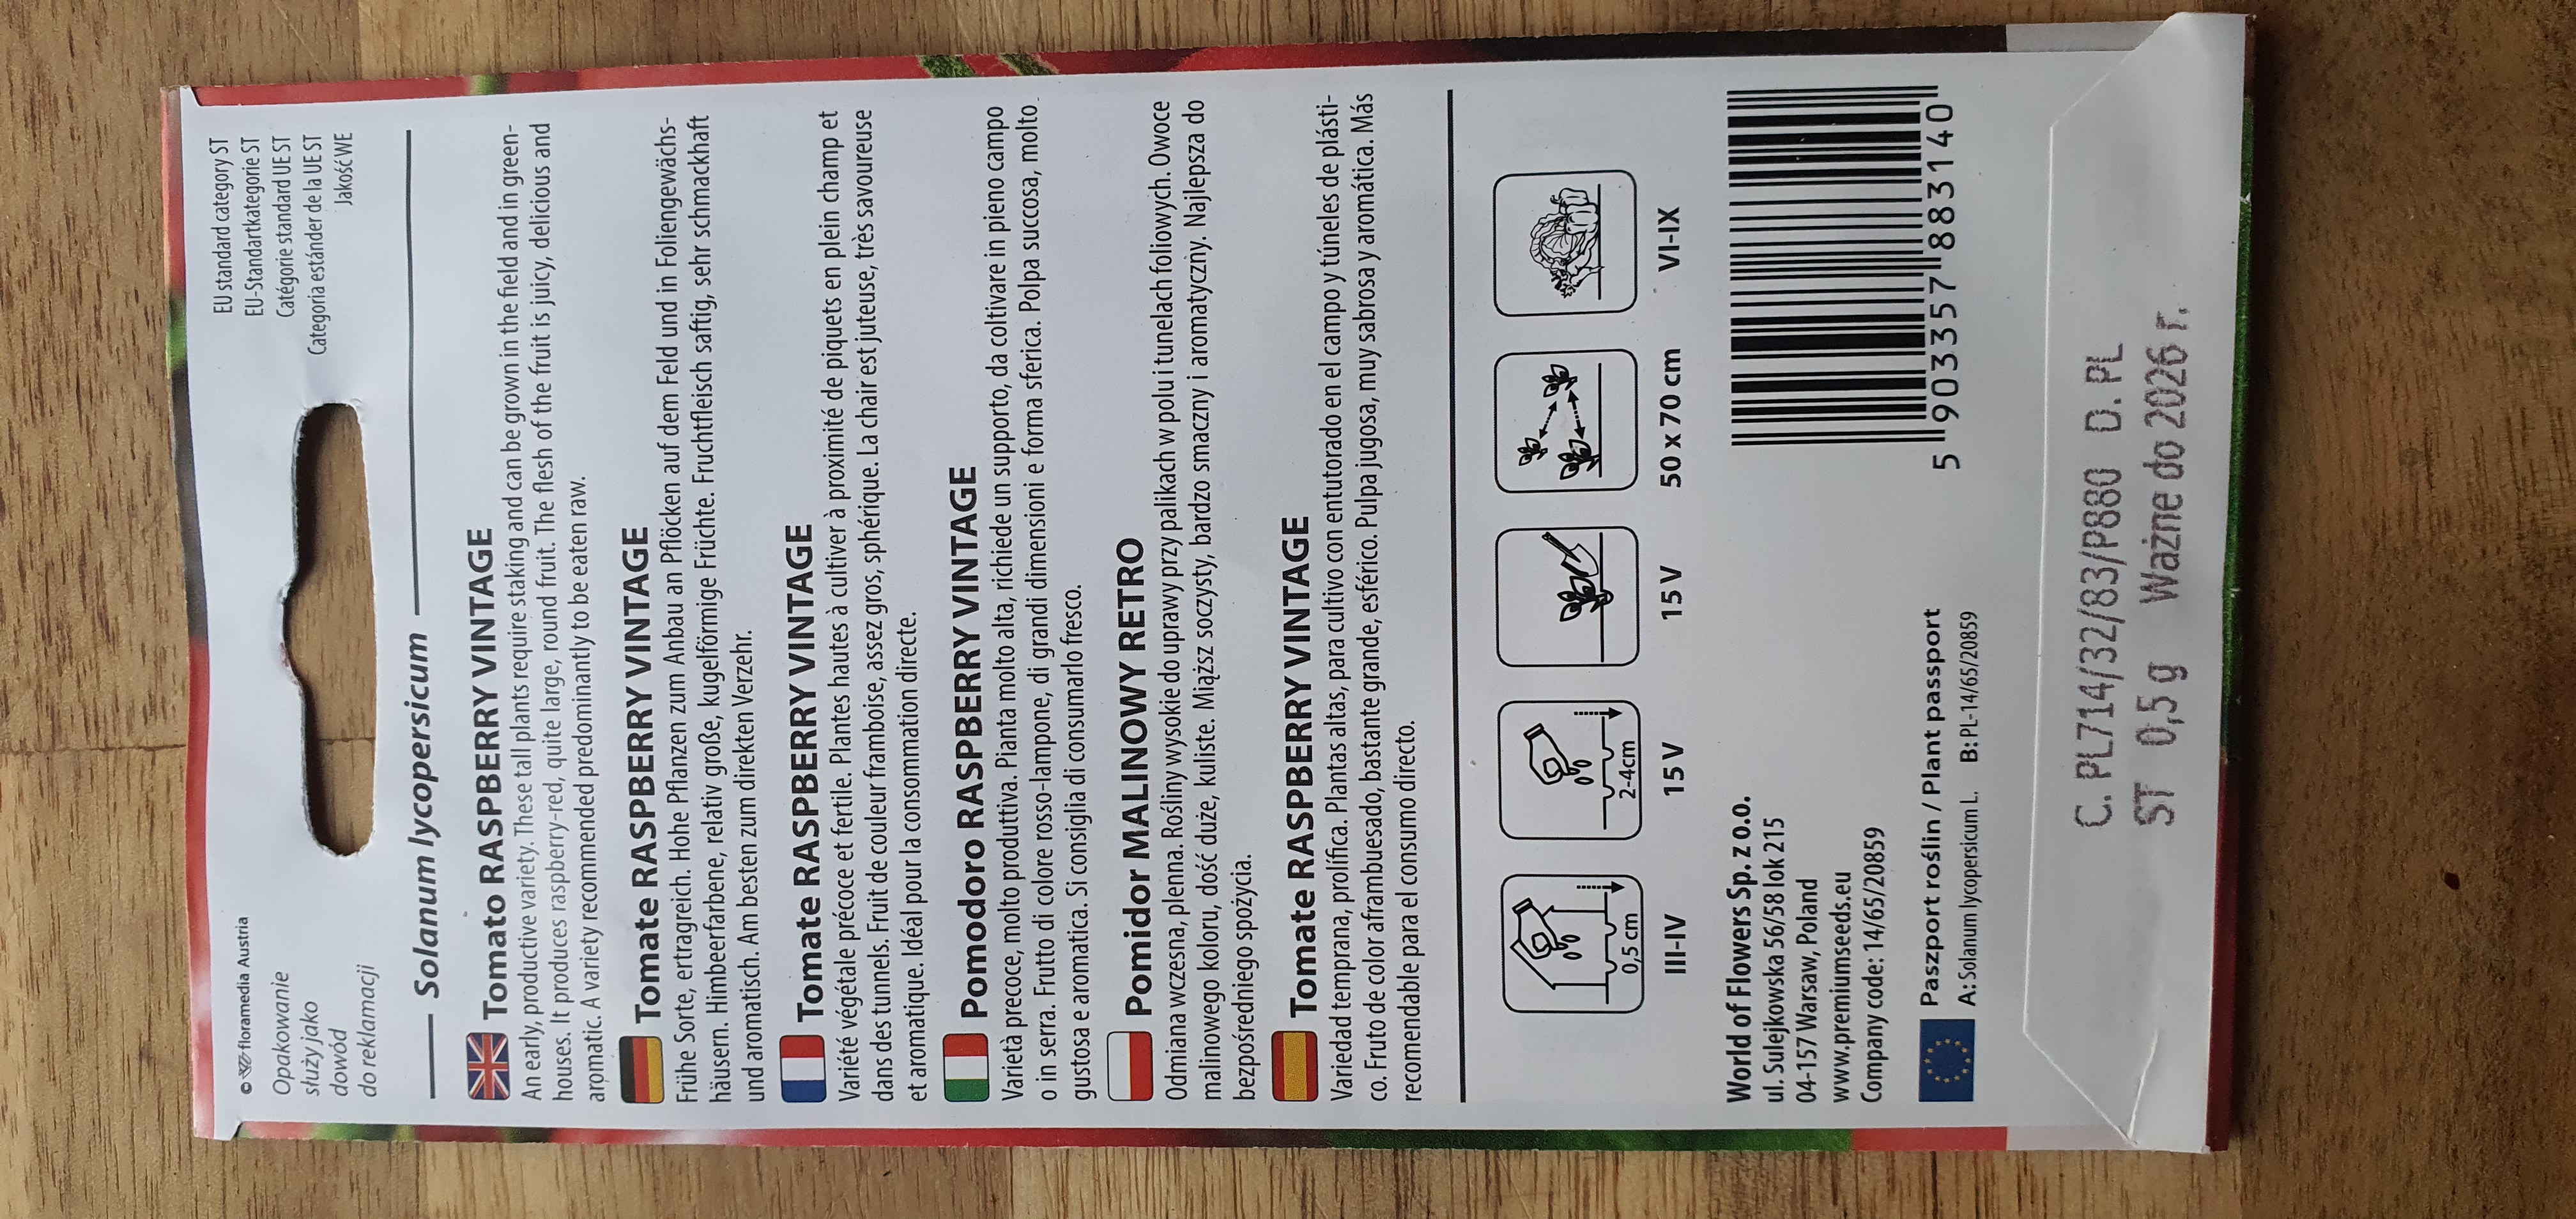 © floramedia Austria
Opakowanie
służy jako
dowód
do reklamacji
EU standard category ST
EU-Standartkategorie ST
Catégorie standard UE ST
Categoria estánder de la UE ST
Jakość WE
Solanum lycopersicum
Tomato RASPBERRY VINTAGE
An early, productive variety. These tall plants require staking and can be grown in the field and in green-
houses. It produces raspberry-red, quite large, round fruit. The flesh of the fruit is juicy, delicious and
aromatic. A variety recommended predominantly to be eaten raw.
Tomate RASPBERRY VINTAGE
Frühe Sorte, ertragreich. Hohe Pflanzen zum Anbau an Pflöcken auf dem Feld und in Foliengewächs-
häusern. Himbeerfarbene, relativ große, kugelförmige Früchte. Fruchtfleisch saftig, sehr schmackhaft
und aromatisch. Am besten zum direkten Verzehr.
Tomate RASPBERRY VINTAGE
Variété végétale précoce et fertile. Plantes hautes à cultiver à proximité de piquets en plein champ et
dans des tunnels. Fruit de couleur framboise, assez gros, sphérique. La chair est juteuse, très savoureuse
et aromatique. Idéal pour la consommation directe.
Pomodoro RASPBERRY VINTAGE
Varietà precoce, molto produttiva. Pianta molto alta, richiede un supporto, da coltivare in pieno campo
o in serra. Frutto di colore rosso-lampone, di grandi dimensioni e forma sferica. Polpa succosa, molto
gustosa e aromatica. Si consiglia di consumarlo fresco.
Pomidor MALINOWY RETRO
Odmiana wczesna, plenna. Rośliny wysokie do uprawy przy palikach w polu i tunelach foliowych. Owoce
malinowego koloru, dość duże, kuliste. Miąższ soczysty, bardzo smaczny i aromatyczny. Najlepsza do
bezpośredniego spożycia.
Tomate RASPBERRY VINTAGE
Variedad temprana, prolífica. Plantas altas, para cultivo con entutorado en el campo y túneles de plásti-
co. Fruto de color aframbuesado, bastante grande, esférico. Pulpa jugosa, muy sabrosa y aromática. Más
recomendable para el consumo directo.
0,5 cm
2-4cm
III-IV
15 V
15 V
50 x 70 cm
VI-IX
World of Flowers Sp. z o.o.
ul. Sulejkowska 56/58 lok 215
04-157 Warsaw, Poland
www.premiumseeds.eu
Company code: 14/65/20859
5 903357 883140
Paszport roślin / Plant passport
A: Solanum lycopersicum L. B: PL-14/65/20859
C. PL714/32/83/P880 D. PL
ST 0,5 g Ważne do 2026 r.